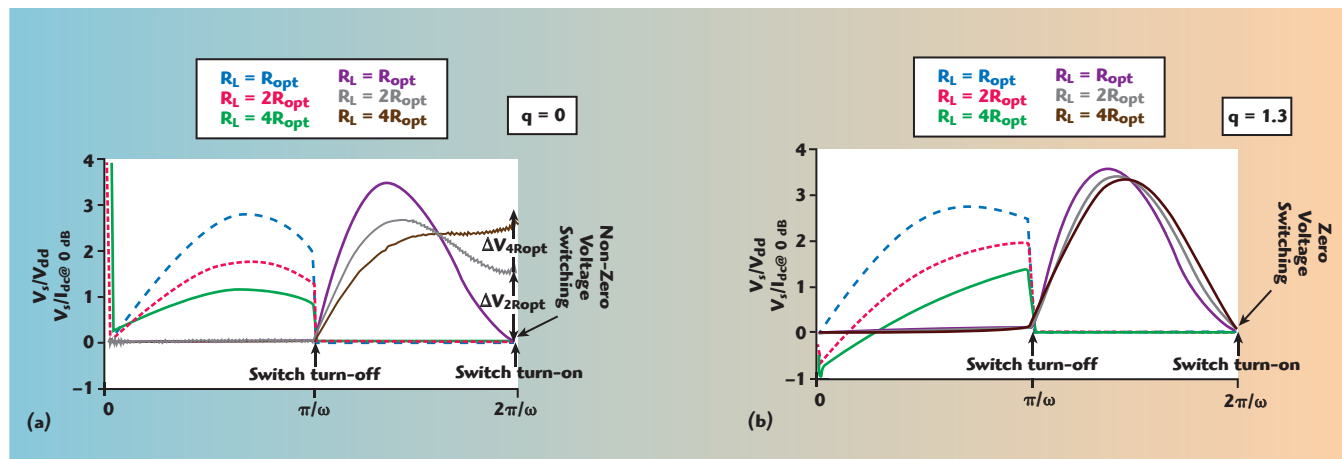 R_L = R_opt R_L = R_opt
R_L = 2R_opt R_L = 2R_opt
R_L = 4R_opt R_L = 4R_opt
q = 0
4
3
2
1
0
−1
V_s/V_dd
V_s/I_dc@ 0 dB
ΔV_4Ropt
ΔV_2Ropt
Non-Zero
Voltage
Switching
Switch turn-off
Switch turn-on
0
π/ω
2π/ω
(a)
R_L = R_opt R_L = R_opt
R_L = 2R_opt R_L = 2R_opt
R_L = 4R_opt R_L = 4R_opt
q = 1.3
4
3
2
1
0
−1
V_s/V_dd
V_s/I_dc@ 0 dB
Zero
Voltage
Switching
Switch turn-off
Switch turn-on
0
π/ω
2π/ω
(b)